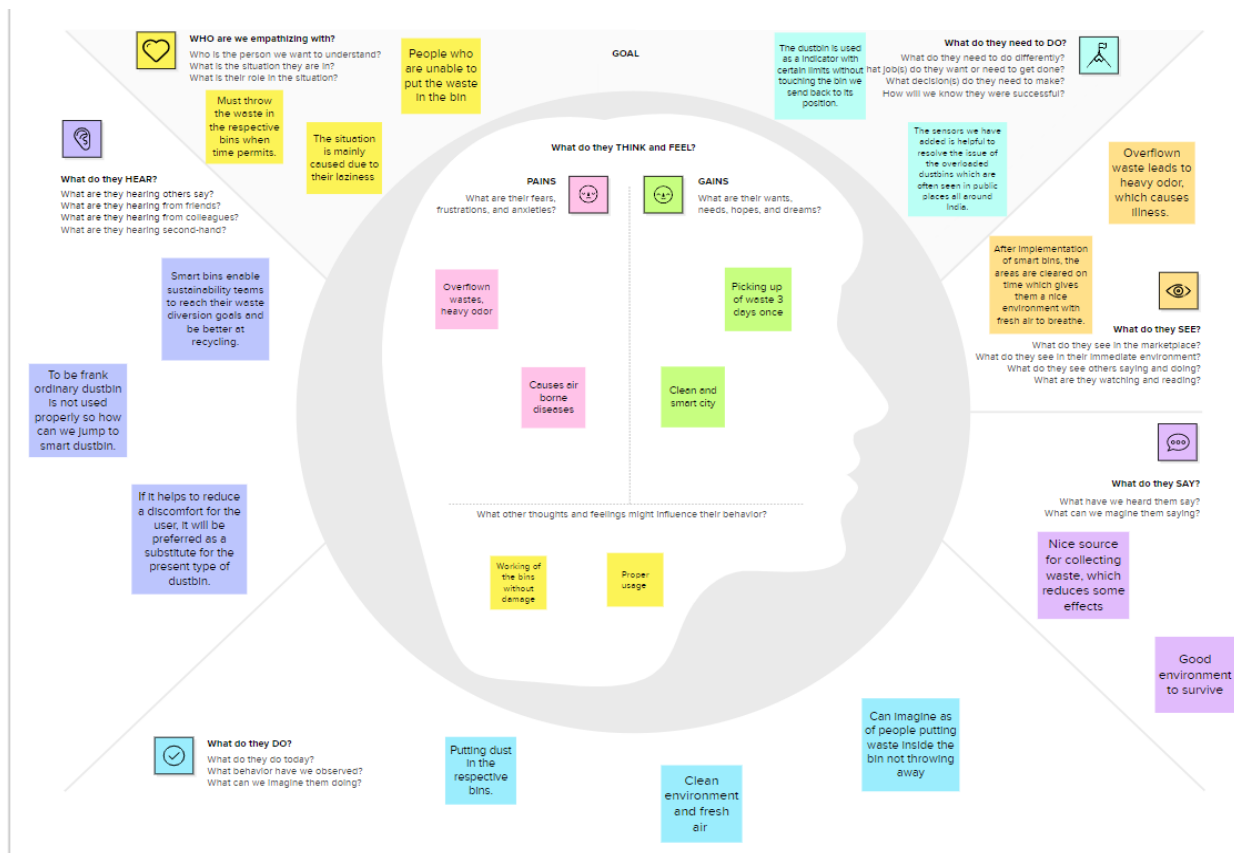 WHO are we empathizing with?
Who is the person we want to understand?
What is the situation they are in?
What is their role in the situation?
People who
are unable to
put the waste
in the bin
Must throw
the waste in
the respective
bins when
time permits.
The situation
is mainly
caused due to
their laziness
GOAL
The dustbin is used
as a indicator with
certain limits without
touching the bin we
send back to its
position.
What do they need to DO?
What do they need to do differently?
hat job(s) do they want or need to get done?
What decision(s) do they need to make?
How will we know they were successful?
The sensors we have
added is helpful to
resolve the issue of
the overloaded
dustbins which are
often seen in public
places all around
India.
What do they HEAR?
What are they hearing others say?
What are they hearing from friends?
What are they hearing from colleagues?
What are they hearing second-hand?
Smart bins enable
sustainability teams
to reach their waste
diversion goals and
be better at
recycling.
To be frank
ordinary dustbin
is not used
properly so how
can we jump to
smart dustbin.
If it helps to reduce
a discomfort for the
user, it will be
preferred as a
substitute for the
present type of
dustbin.
What do they THINK and FEEL?
PAINS
What are their fears,
frustrations, and anxieties?
Overflown
wastes,
heavy odor
Causes air
borne
diseases
GAINS
What are their wants,
needs, hopes, and dreams?
Picking up
of waste 3
days once
Clean and
smart city
What other thoughts and feelings might influence their behavior?
Working of
the bins
without
damage
Proper
usage
Overflown
waste leads to
heavy odor,
which causes
illness.
After implementation
of smart bins, the
areas are cleared on
time which gives
them a nice
environment with
fresh air to breathe.
What do they SEE?
What do they see in the marketplace?
What do they see in their immediate environment?
What do they see others saying and doing?
What are they watching and reading?
What do they SAY?
What have we heard them say?
What can we magine them saying?
Nice source
for collecting
waste, which
reduces some
effects
Good
environment
to survive
What do they DO?
What do they do today?
What behavior have we observed?
What can we imagine them doing?
Putting dust
in the
respective
bins.
Clean
environment
and fresh
air
Can imagine as
of people putting
waste inside the
bin not throwing
away